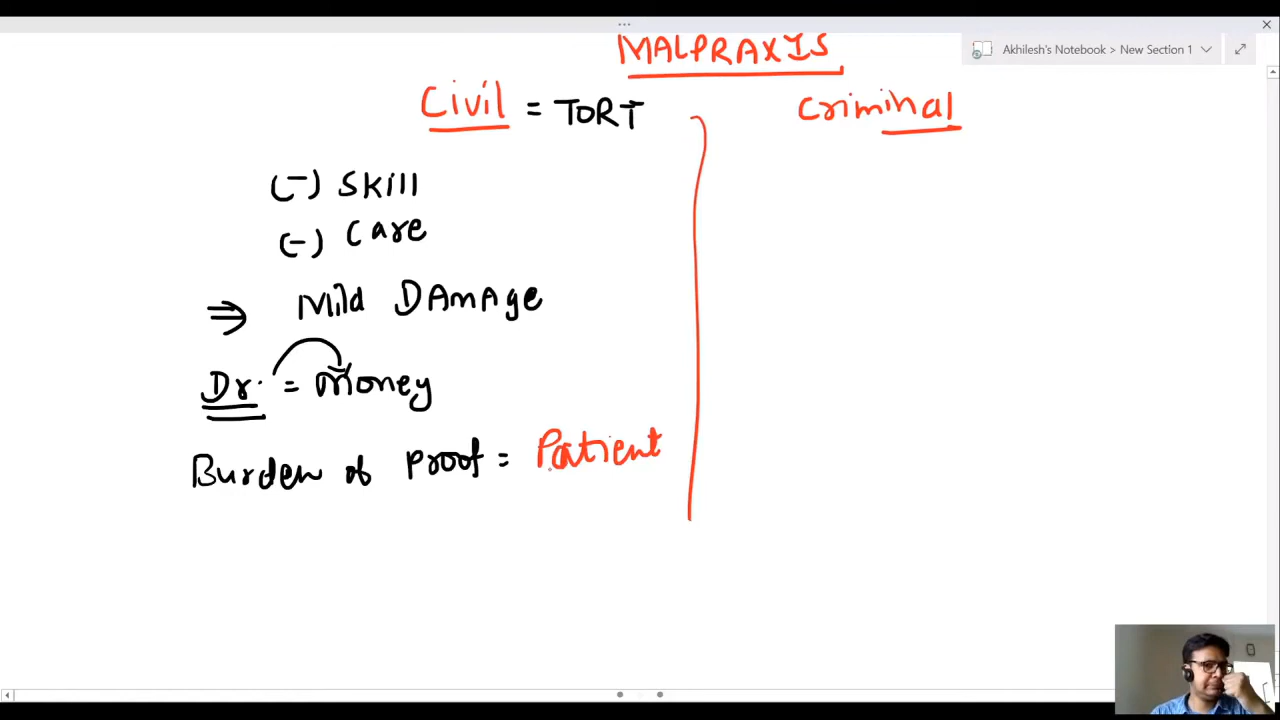 MALPRAXIS
Akhilesh's Notebook > New Section 1
Civil = TORT
Criminal
(-) Skill
(-) Care
⇒ Mild DAmAge
Dr. = Money
Burden of Proof = Patient